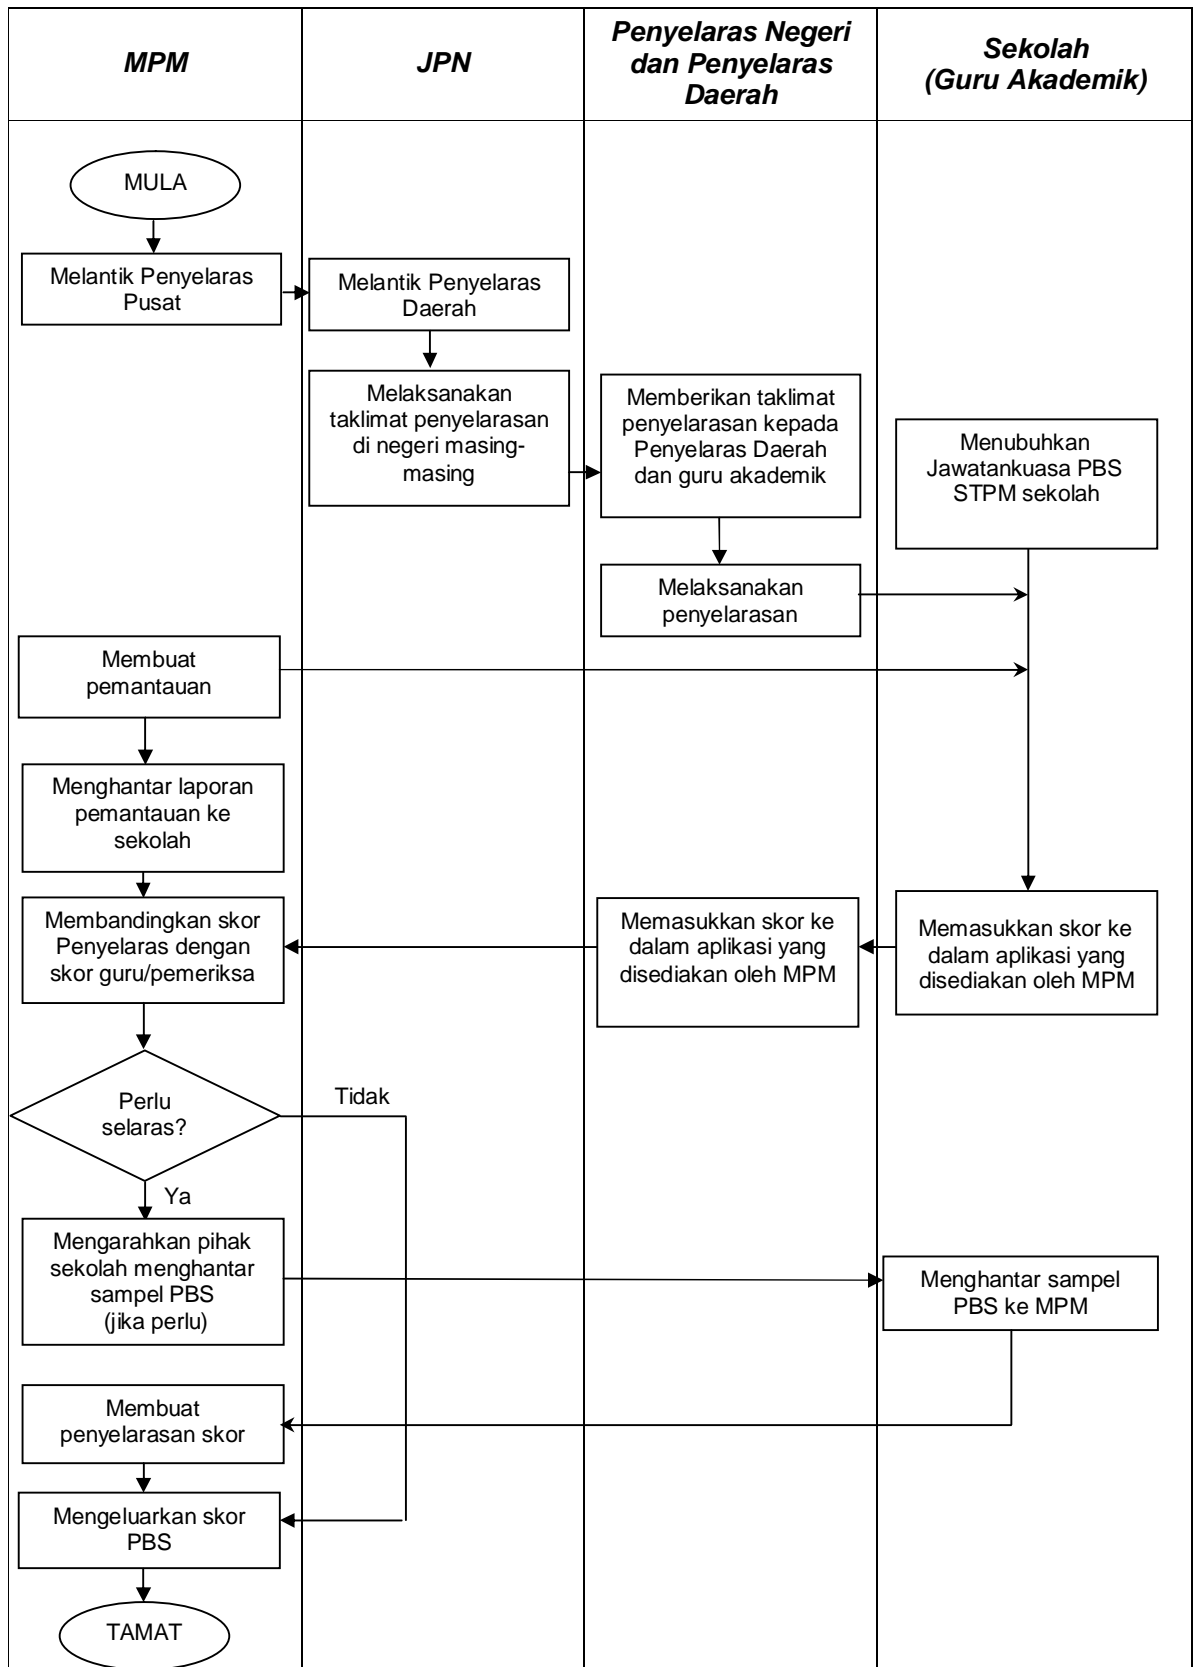 MPM
JPN
Penyelaras Negeri
dan Penyelaras
Daerah
Sekolah
(Guru Akademik)
MULA
Melantik Penyelaras
Pusat
Melantik Penyelaras
Daerah
Melaksanakan
taklimat penyelarasan
di negeri masing-
masing
Memberikan taklimat
penyelarasan kepada
Penyelaras Daerah
dan guru akademik
Menubuhkan
Jawatankuasa PBS
STPM sekolah
Melaksanakan
penyelarasan
Membuat
pemantauan
Menghantar laporan
pemantauan ke
sekolah
Membandingkan skor
Penyelaras dengan
skor guru/pemeriksa
Memasukkan skor ke
dalam aplikasi yang
disediakan oleh MPM
Memasukkan skor ke
dalam aplikasi yang
disediakan oleh MPM
Perlu
selaras?
Tidak
Ya
Mengarahkan pihak
sekolah menghantar
sampel PBS
(jika perlu)
Menghantar sampel
PBS ke MPM
Membuat
penyelarasan skor
Mengeluarkan skor
PBS
TAMAT